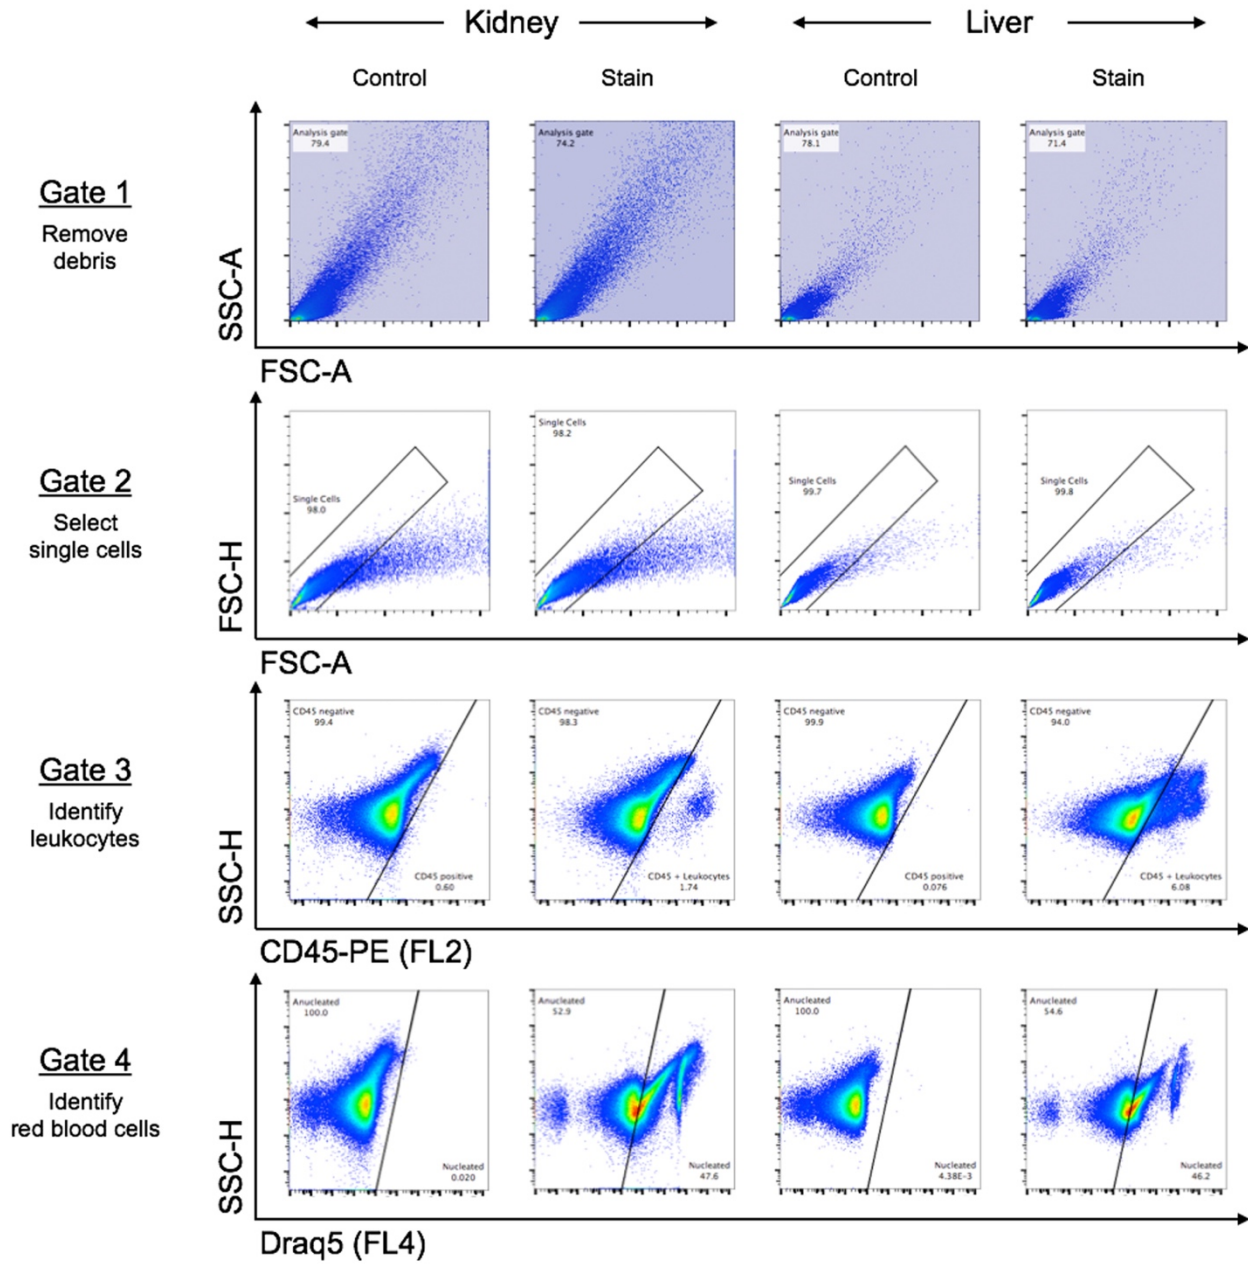 Kidney
Liver
Control
Stain
Control
Stain
Gate 1
Remove
debris
SSC-A
Analysis gate
79.4
Analysis gate
74.2
Analysis gate
78.1
Analysis gate
71.4
FSC-A
Gate 2
Select
single cells
FSC-H
Single Cells
98.0
Single Cells
98.2
Single Cells
99.7
Single Cells
99.8
FSC-A
Gate 3
Identify
leukocytes
SSC-H
CD45 negative
99.4
CD45 positive
0.60
CD45 negative
98.3
CD45 + Leukocytes
1.74
CD45 negative
99.9
CD45 positive
0.076
CD45 negative
94.0
CD45 + Leukocytes
6.08
CD45-PE (FL2)
Gate 4
Identify
red blood cells
SSC-H
Anucleated
100.0
Nucleated
0.020
Anucleated
52.9
Nucleated
47.6
Anucleated
100.0
Nucleated
4.38E-3
Anucleated
54.6
Nucleated
46.2
Draq5 (FL4)